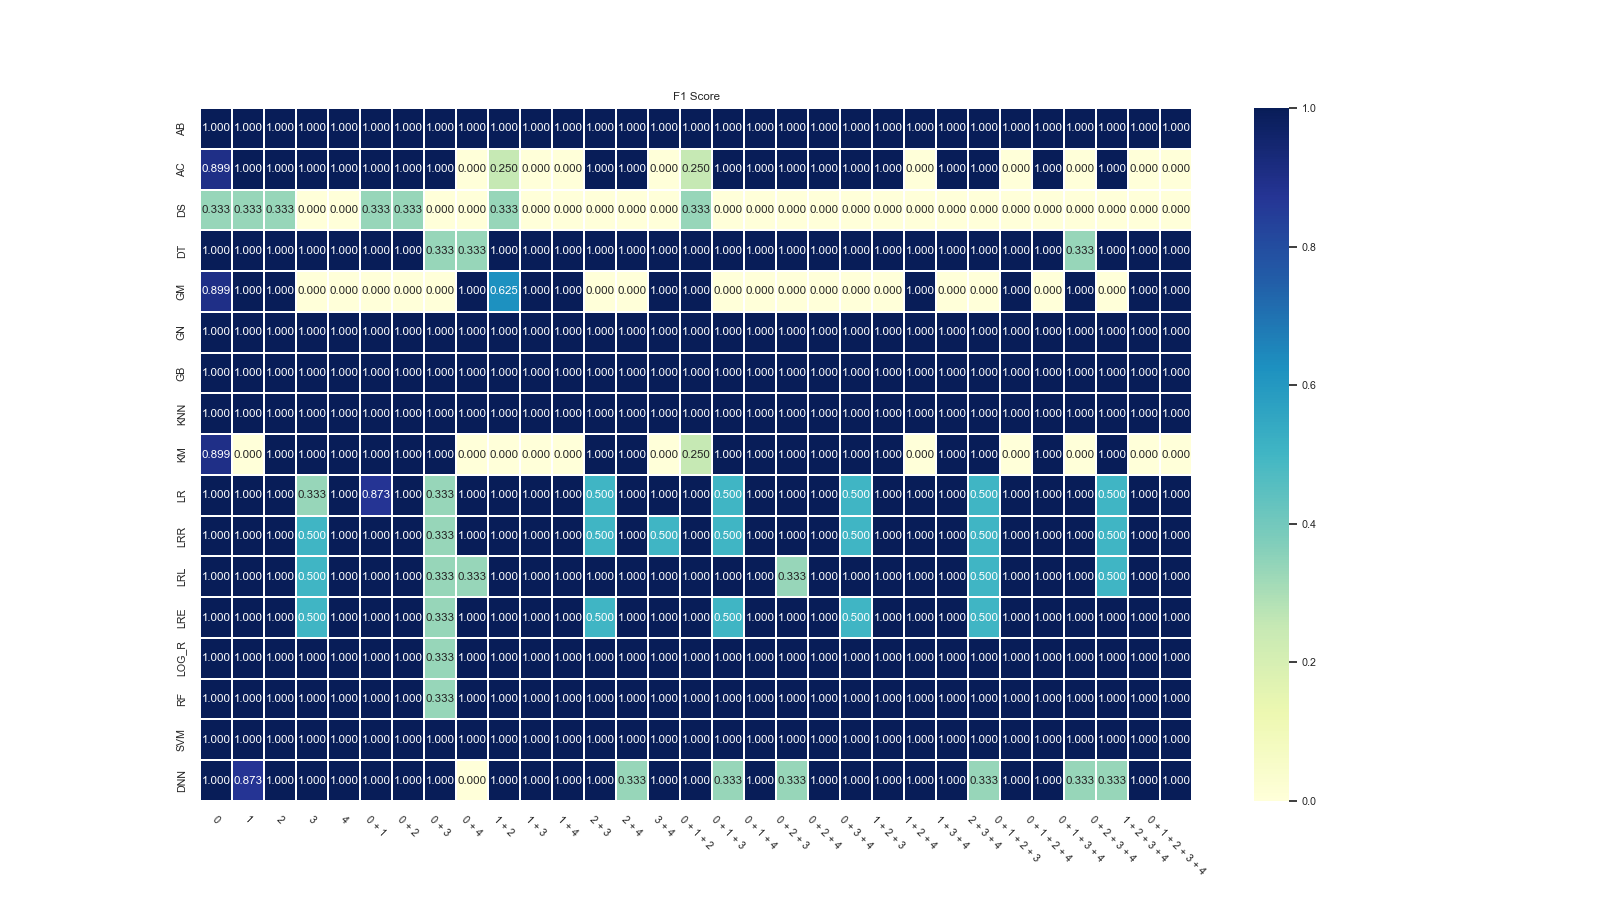 F1 Score
AB 1.000 1.000 1.000 1.000 1.000 1.000 1.000 1.000 1.000 1.000 1.000 1.000 1.000 1.000 1.000 1.000 1.000 1.000 1.000 1.000 1.000 1.000 1.000 1.000 1.000 1.000 1.000 1.000 1.000 1.000 1.000
AC 0.899 1.000 1.000 1.000 1.000 1.000 1.000 1.000 0.000 0.250 0.000 0.000 1.000 1.000 0.000 0.250 1.000 1.000 1.000 1.000 1.000 1.000 0.000 1.000 1.000 0.000 1.000 0.000 1.000 0.000 0.000
DS 0.333 0.333 0.333 0.000 0.000 0.333 0.333 0.000 0.000 0.333 0.000 0.000 0.000 0.000 0.000 0.333 0.000 0.000 0.000 0.000 0.000 0.000 0.000 0.000 0.000 0.000 0.000 0.000 0.000 0.000 0.000
DT 1.000 1.000 1.000 1.000 1.000 1.000 1.000 0.333 0.333 1.000 1.000 1.000 1.000 1.000 1.000 1.000 1.000 1.000 1.000 1.000 1.000 1.000 1.000 1.000 1.000 1.000 1.000 0.333 1.000 1.000 1.000
GM 0.899 1.000 1.000 0.000 0.000 0.000 0.000 0.000 1.000 0.625 1.000 1.000 0.000 0.000 1.000 1.000 0.000 0.000 0.000 0.000 0.000 0.000 1.000 0.000 0.000 1.000 0.000 1.000 0.000 1.000 1.000
GN 1.000 1.000 1.000 1.000 1.000 1.000 1.000 1.000 1.000 1.000 1.000 1.000 1.000 1.000 1.000 1.000 1.000 1.000 1.000 1.000 1.000 1.000 1.000 1.000 1.000 1.000 1.000 1.000 1.000 1.000 1.000
GB 1.000 1.000 1.000 1.000 1.000 1.000 1.000 1.000 1.000 1.000 1.000 1.000 1.000 1.000 1.000 1.000 1.000 1.000 1.000 1.000 1.000 1.000 1.000 1.000 1.000 1.000 1.000 1.000 1.000 1.000 1.000
KNN 1.000 1.000 1.000 1.000 1.000 1.000 1.000 1.000 1.000 1.000 1.000 1.000 1.000 1.000 1.000 1.000 1.000 1.000 1.000 1.000 1.000 1.000 1.000 1.000 1.000 1.000 1.000 1.000 1.000 1.000 1.000
KM 0.899 0.000 1.000 1.000 1.000 1.000 1.000 1.000 0.000 0.000 0.000 0.000 1.000 1.000 0.000 0.250 1.000 1.000 1.000 1.000 1.000 1.000 0.000 1.000 1.000 0.000 1.000 0.000 1.000 0.000 0.000
LR 1.000 1.000 1.000 0.333 1.000 0.873 1.000 0.333 1.000 1.000 1.000 1.000 0.500 1.000 1.000 1.000 0.500 1.000 1.000 1.000 0.500 1.000 1.000 1.000 0.500 1.000 1.000 1.000 0.500 1.000 1.000
LRR 1.000 1.000 1.000 0.500 1.000 1.000 1.000 0.333 1.000 1.000 1.000 1.000 0.500 1.000 0.500 1.000 0.500 1.000 1.000 1.000 0.500 1.000 1.000 1.000 0.500 1.000 1.000 1.000 0.500 1.000 1.000
LRL 1.000 1.000 1.000 0.500 1.000 1.000 1.000 0.333 0.333 1.000 1.000 1.000 1.000 1.000 1.000 1.000 1.000 1.000 0.333 1.000 1.000 1.000 1.000 1.000 0.500 1.000 1.000 1.000 0.500 1.000 1.000
LRE 1.000 1.000 1.000 0.500 1.000 1.000 1.000 0.333 1.000 1.000 1.000 1.000 0.500 1.000 1.000 1.000 0.500 1.000 1.000 1.000 0.500 1.000 1.000 1.000 0.500 1.000 1.000 1.000 1.000 1.000 1.000
LOG_R 1.000 1.000 1.000 1.000 1.000 1.000 1.000 0.333 1.000 1.000 1.000 1.000 1.000 1.000 1.000 1.000 1.000 1.000 1.000 1.000 1.000 1.000 1.000 1.000 1.000 1.000 1.000 1.000 1.000 1.000 1.000
RF 1.000 1.000 1.000 1.000 1.000 1.000 1.000 0.333 1.000 1.000 1.000 1.000 1.000 1.000 1.000 1.000 1.000 1.000 1.000 1.000 1.000 1.000 1.000 1.000 1.000 1.000 1.000 1.000 1.000 1.000 1.000
SVM 1.000 1.000 1.000 1.000 1.000 1.000 1.000 1.000 1.000 1.000 1.000 1.000 1.000 1.000 1.000 1.000 1.000 1.000 1.000 1.000 1.000 1.000 1.000 1.000 1.000 1.000 1.000 1.000 1.000 1.000 1.000
DNN 1.000 0.873 1.000 1.000 1.000 1.000 1.000 1.000 0.000 1.000 1.000 1.000 1.000 0.333 1.000 1.000 0.333 1.000 0.333 1.000 1.000 1.000 1.000 1.000 0.333 1.000 1.000 0.333 0.333 1.000 1.000
0
1
2
3
4
0 + 1
0 + 2
0 + 3
0 + 4
1 + 2
1 + 3
1 + 4
2 + 3
2 + 4
3 + 4
0 + 1 + 2
0 + 1 + 3
0 + 1 + 4
0 + 2 + 3
0 + 2 + 4
0 + 3 + 4
1 + 2 + 3
1 + 2 + 4
1 + 3 + 4
2 + 3 + 4
0 + 1 + 2 + 3
0 + 1 + 2 + 4
0 + 1 + 3 + 4
0 + 2 + 3 + 4
1 + 2 + 3 + 4
0 + 1 + 2 + 3 + 4
1.0
0.8
0.6
0.4
0.2
0.0